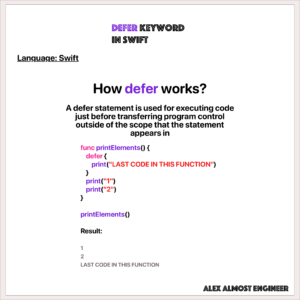 DEFER KEYWORD
IN SWIFT
Language: Swift
How defer works?
A defer statement is used for executing code
just before transferring program control
outside of the scope that the statement
appears in
func printElements() {
defer {
print("LAST CODE IN THIS FUNCTION")
}
print("1")
print("2")
}
printElements()
Result:
1
2
LAST CODE IN THIS FUNCTION
ALEX ALMOST ENGINEER